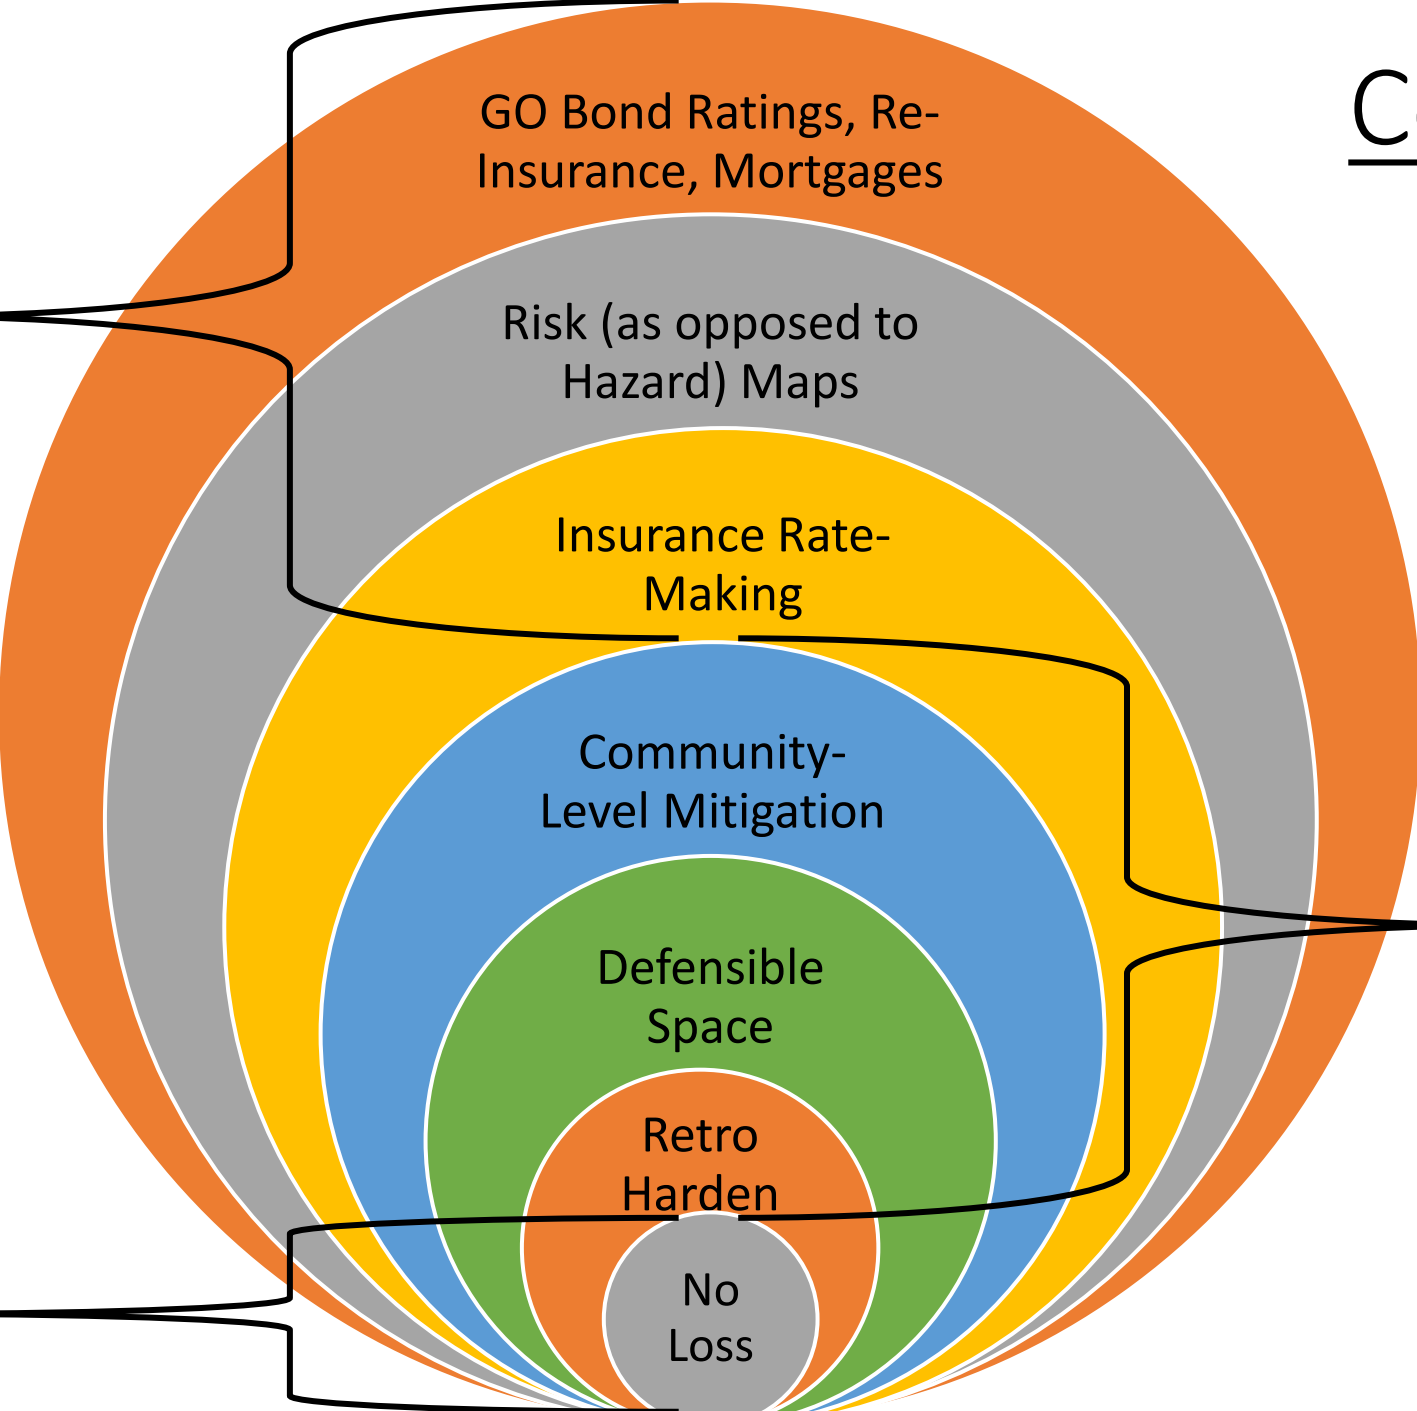 GO Bond Ratings, Re-
Insurance, Mortgages
Risk (as opposed to
Hazard) Maps
Insurance Rate-
Making
Community-
Level Mitigation
Defensible
Space
Retro
Harden
No
Loss